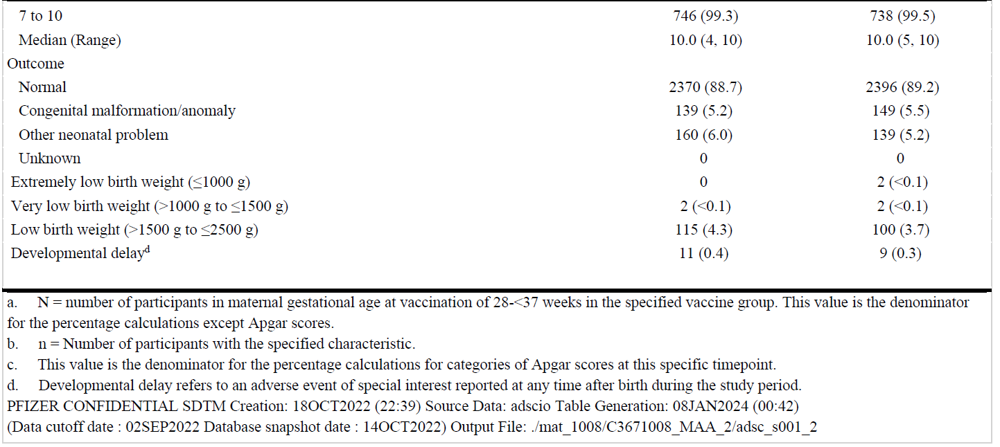 7 to 10 746 (99.3) 738 (99.5)
Median (Range) 10.0 (4, 10) 10.0 (5, 10)
Outcome
Normal 2370 (88.7) 2396 (89.2)
Congenital malformation/anomaly 139 (5.2) 149 (5.5)
Other neonatal problem 160 (6.0) 139 (5.2)
Unknown 0 0
Extremely low birth weight (≤1000 g) 0 2 (<0.1)
Very low birth weight (>1000 g to ≤1500 g) 2 (<0.1) 2 (<0.1)
Low birth weight (>1500 g to ≤2500 g) 115 (4.3) 100 (3.7)
Developmental delayᵈ 11 (0.4) 9 (0.3)
a. N = number of participants in maternal gestational age at vaccination of 28-<37 weeks in the specified vaccine group. This value is the denominator
for the percentage calculations except Apgar scores.
b. n = Number of participants with the specified characteristic.
c. This value is the denominator for the percentage calculations for categories of Apgar scores at this specific timepoint.
d. Developmental delay refers to an adverse event of special interest reported at any time after birth during the study period.
PFIZER CONFIDENTIAL SDTM Creation: 18OCT2022 (22:39) Source Data: adscio Table Generation: 08JAN2024 (00:42)
(Data cutoff date : 02SEP2022 Database snapshot date : 14OCT2022) Output File: ./mat_1008/C3671008_MAA_2/adsc_s001_2